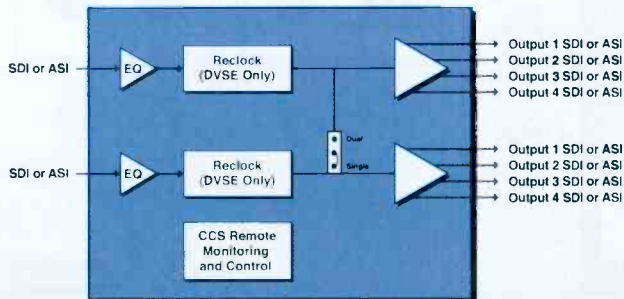 SDI or ASI
EQ
Reclock
(DVSE Only)
Output 1 SDI or ASI
Output 2 SDI or ASI
Output 3 SDI or ASI
Output 4 SDI or ASI
Dual
Single
SDI or ASI
EQ
Reclock
(DVSE Only)
Output 1 SDI or ASI
Output 2 SDI or ASI
Output 3 SDI or ASI
Output 4 SDI or ASI
CCS Remote
Monitoring
and Control